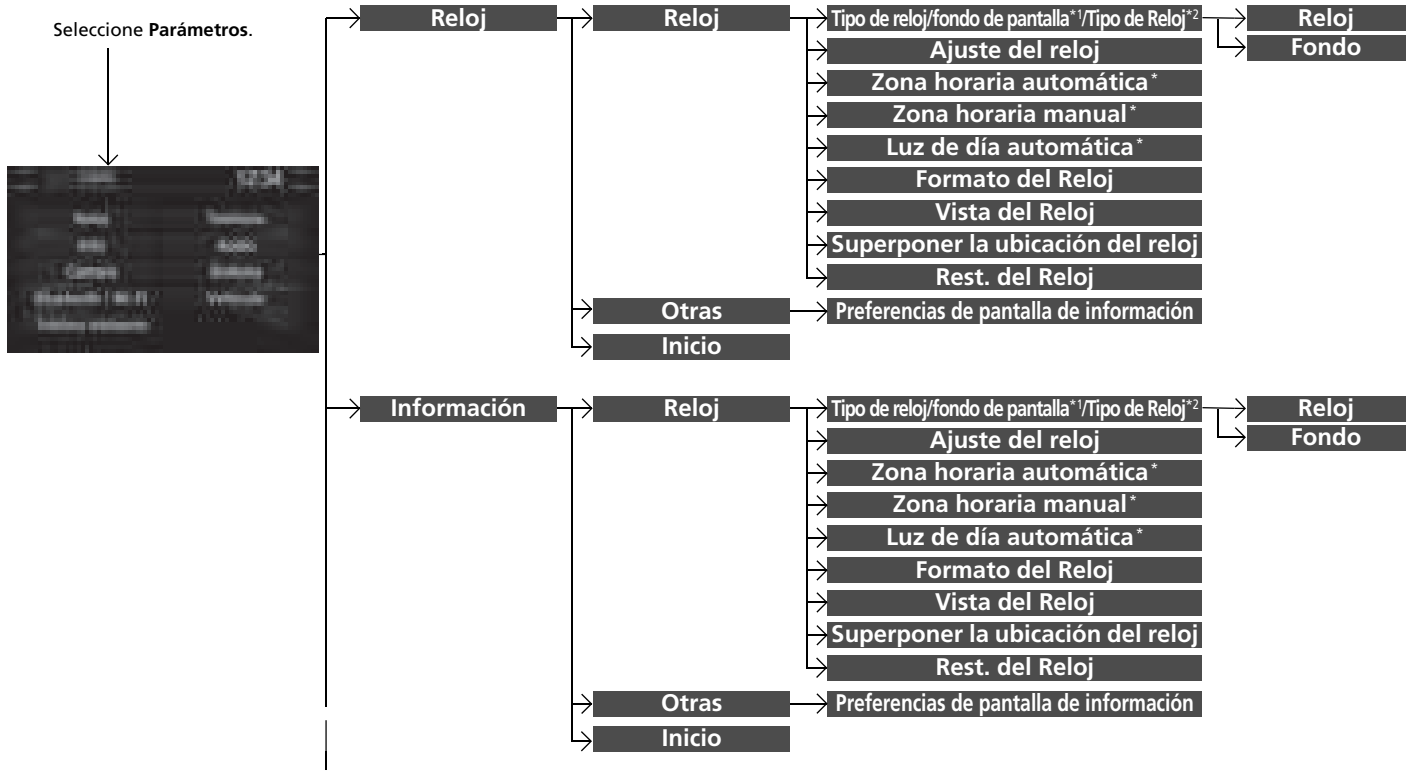 Seleccione Parámetros.
Reloj
Reloj
Tipo de reloj/fondo de pantalla*1/Tipo de Reloj*2
Reloj
Fondo
Ajuste del reloj
Zona horaria automática*
Zona horaria manual*
Luz de día automática*
Formato del Reloj
Vista del Reloj
Superponer la ubicación del reloj
Rest. del Reloj
Otras
Preferencias de pantalla de información
Inicio
12:34
Información
Reloj
Tipo de reloj/fondo de pantalla*1/Tipo de Reloj*2
Reloj
Fondo
Ajuste del reloj
Zona horaria automática*
Zona horaria manual*
Luz de día automática*
Formato del Reloj
Vista del Reloj
Superponer la ubicación del reloj
Rest. del Reloj
Otras
Preferencias de pantalla de información
Inicio